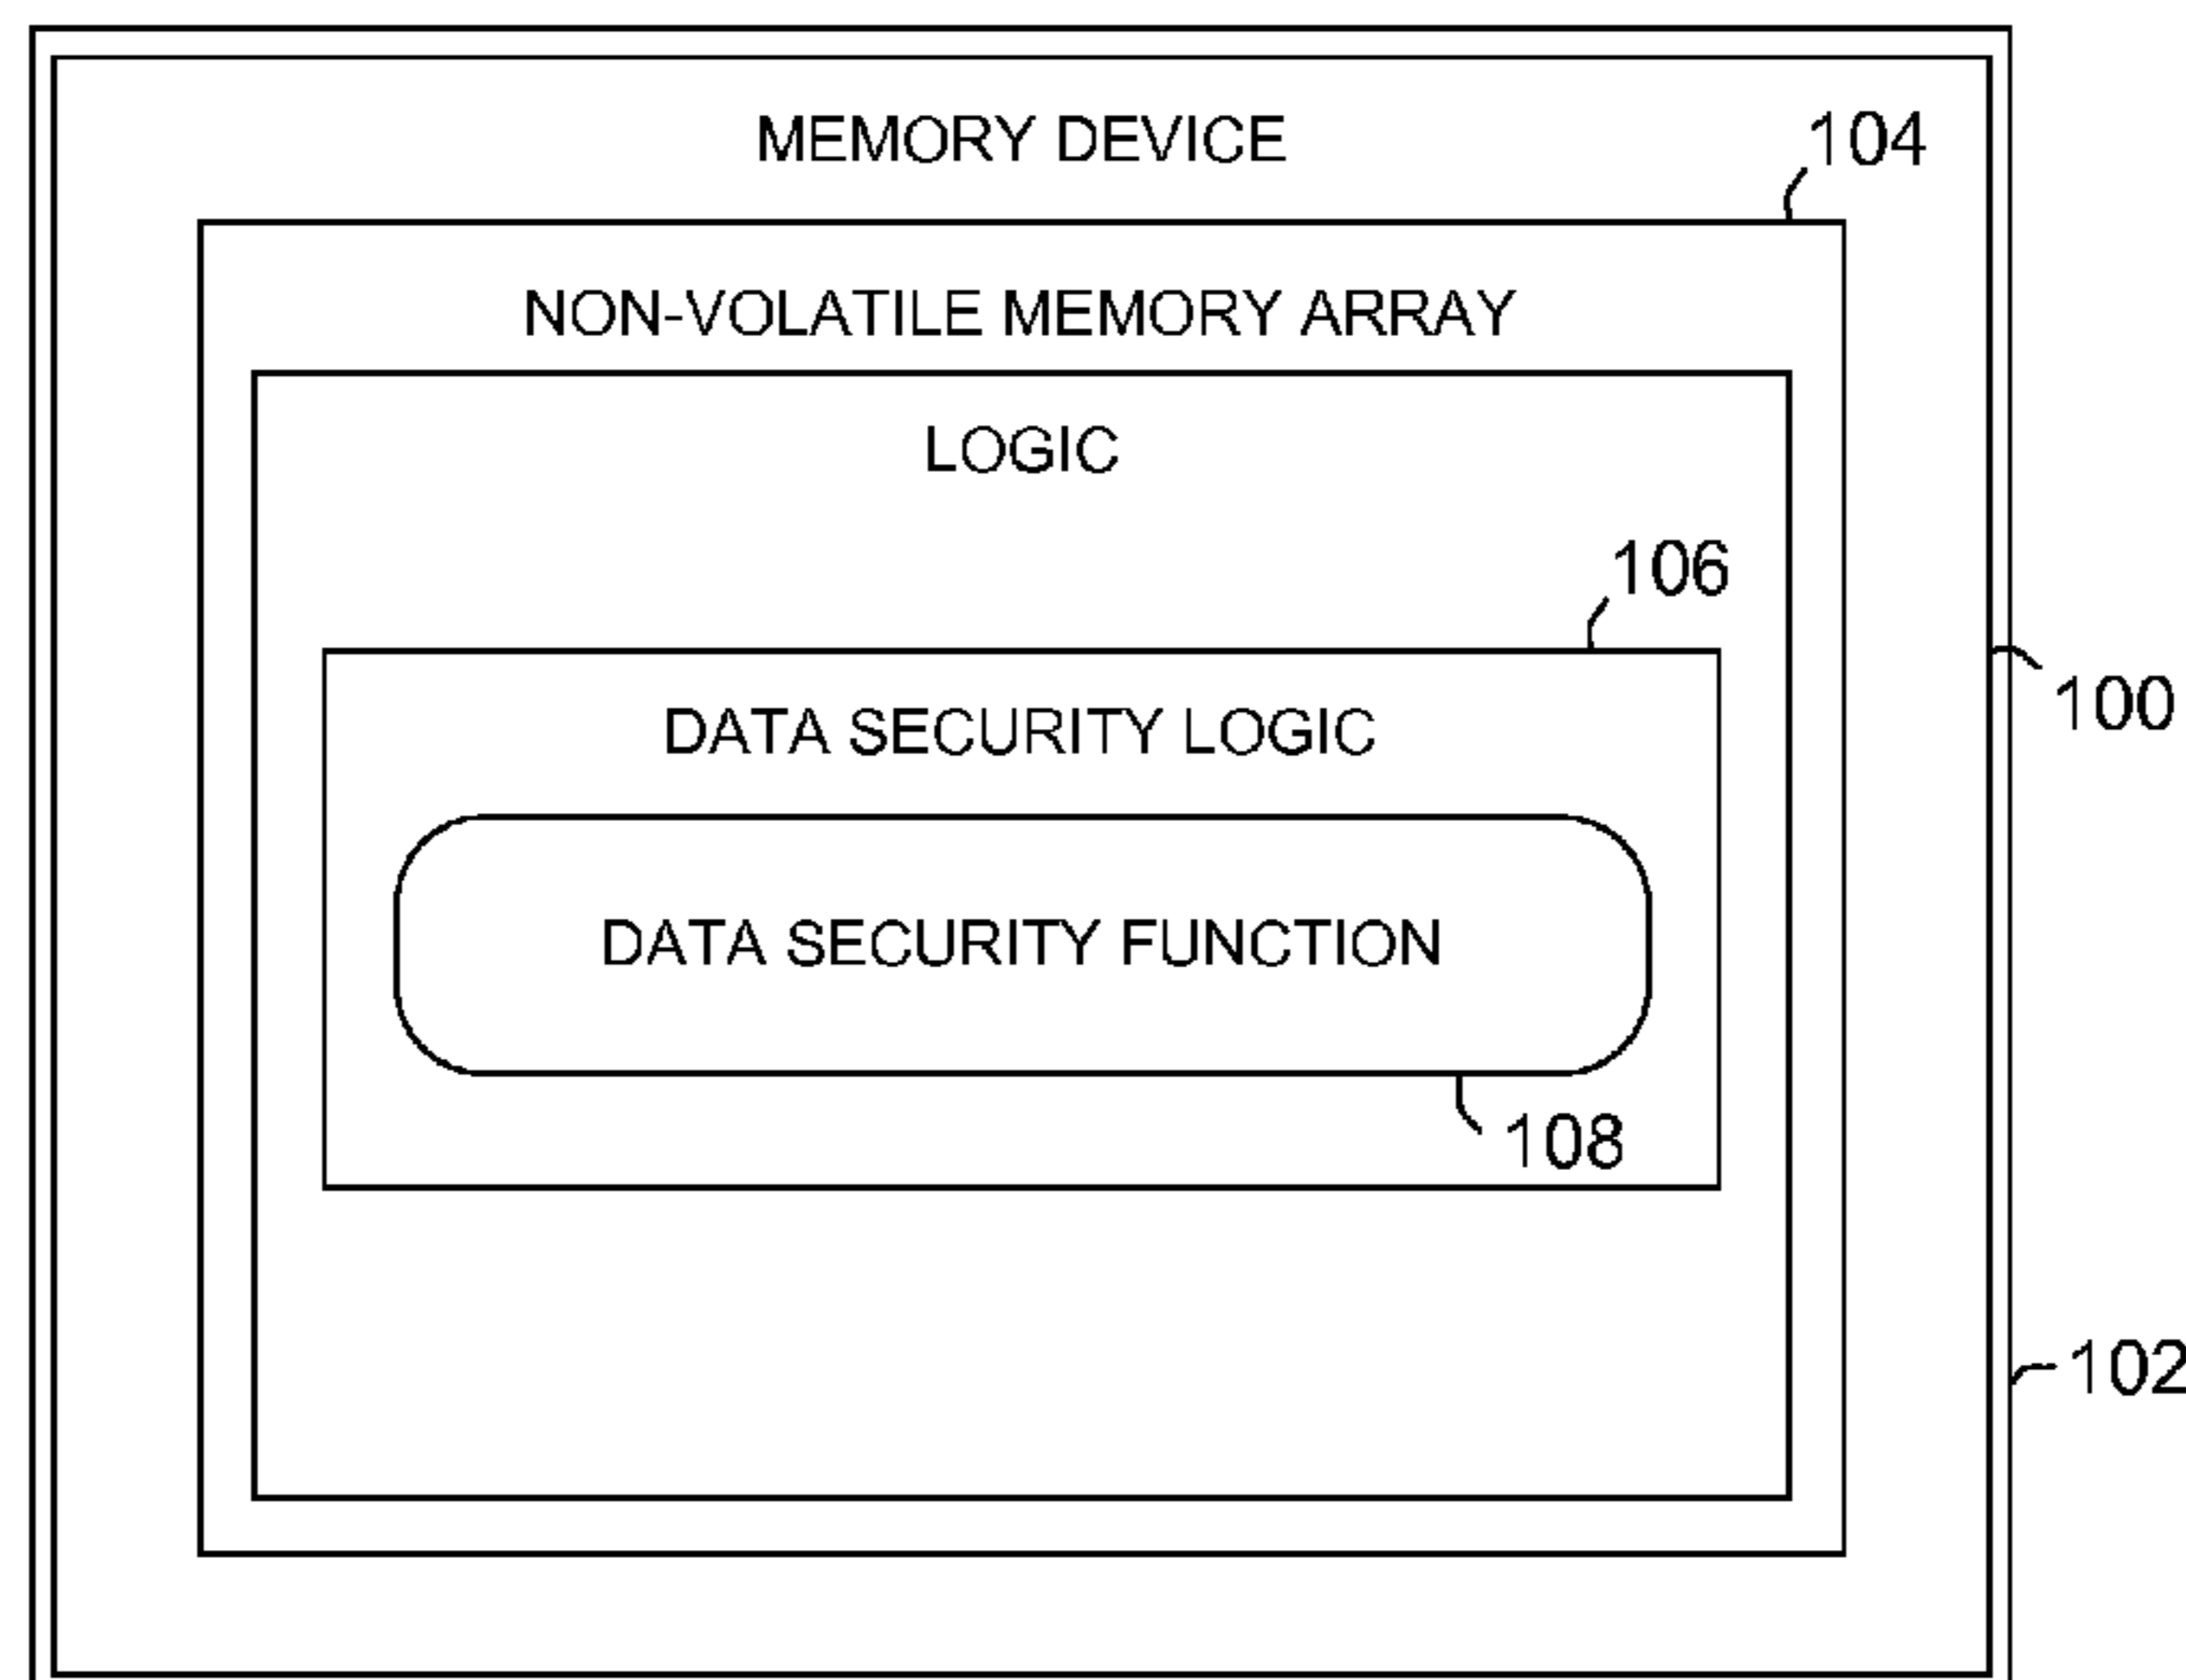 MEMORY DEVICE
104
NON-VOLATILE MEMORY ARRAY
LOGIC
106
100
DATA SECURITY LOGIC
DATA SECURITY FUNCTION
108
102